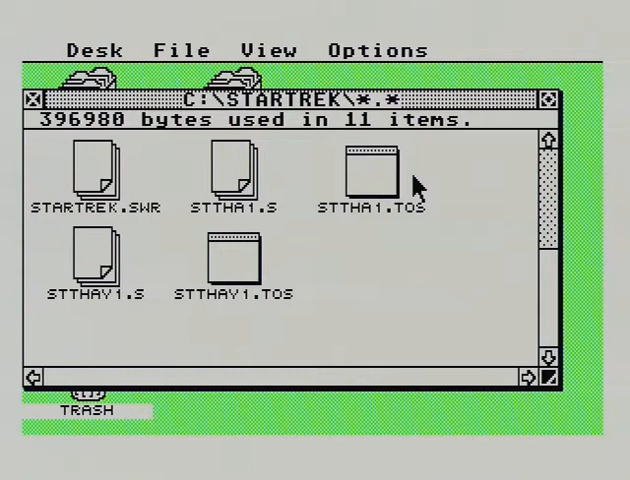 Desk File View Options
C:\STARTREK\*.*
396980 bytes used in 11 items.
STARTREK.SWR STTHA1.S STTHA1.TOS
STTHAY1.S STTHAY1.TOS
TRASH